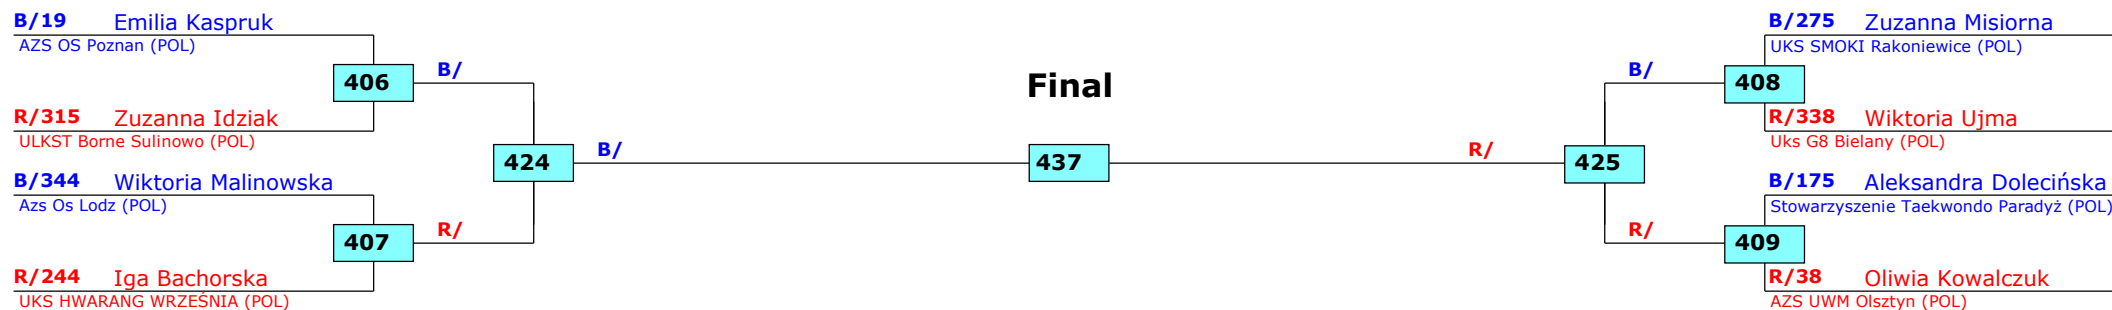 B/19 Emilia Kaspruk
AZS OS Poznan (POL)
406
B/
R/315 Zuzanna Idziak
ULKST Borne Sulinowo (POL)
424
B/
B/344 Wiktoria Malinowska
Azs Os Lodz (POL)
407
R/
R/244 Iga Bachorska
UKS HWARANG WRZEŚNIA (POL)
Final
437
B/275 Zuzanna Misiorna
UKS SMOKI Rakoniewice (POL)
B/
408
R/338 Wiktoria Ujma
Uks G8 Bielany (POL)
R/
425
B/175 Aleksandra Dolecińska
Stowarzyszenie Taekwondo Paradyż (POL)
R/
409
R/38 Oliwia Kowalczuk
AZS UWM Olsztyn (POL)